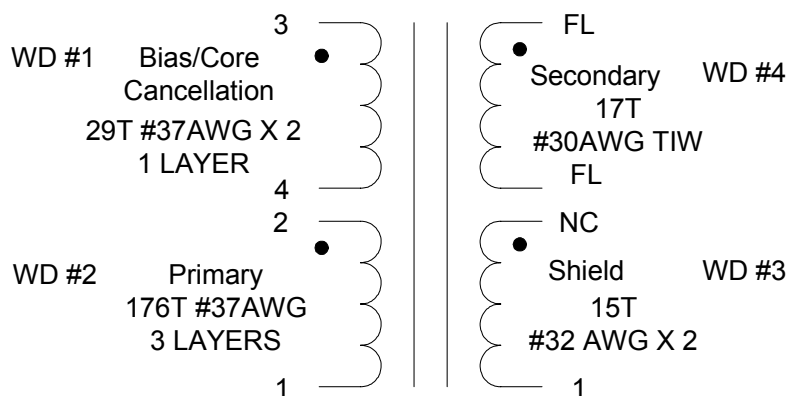 3
WD #1
Bias/Core
Cancellation
29T #37AWG X 2
1 LAYER
4
FL
Secondary
WD #4
17T
#30AWG TIW
FL
2
WD #2
Primary
176T #37AWG
3 LAYERS
1
NC
Shield
WD #3
15T
#32 AWG X 2
1